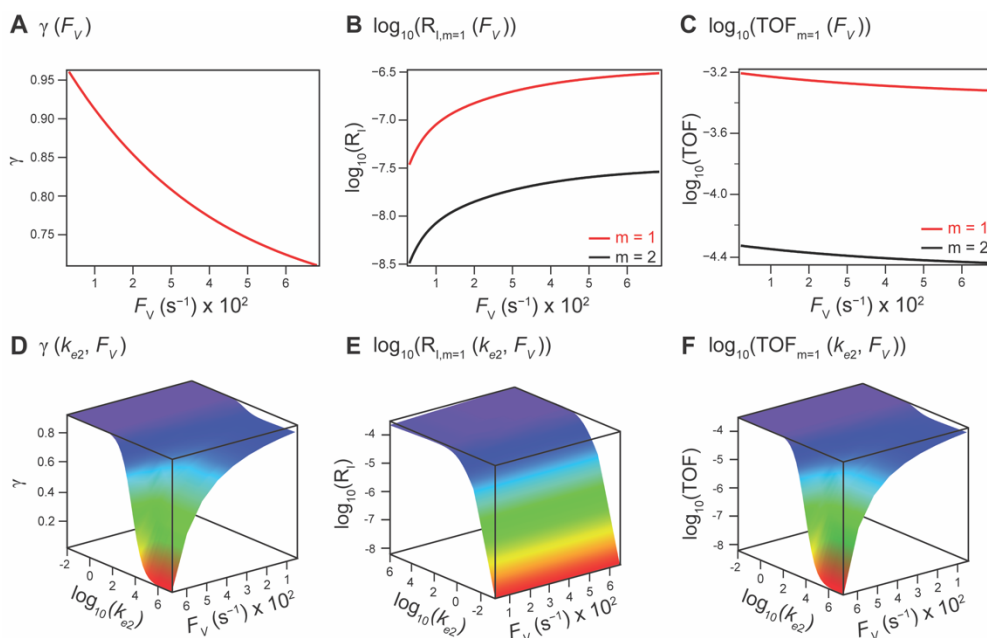 A γ (F_V)
B log₁₀(R_I,m=1 (F_V))
C log₁₀(TOF_m=1 (F_V))
γ
0.95
0.90
0.85
0.80
0.75
1 2 3 4 5 6
F_V (s⁻¹) x 10²
log₁₀(R_I)
−6.5
−7.0
−7.5
−8.0
−8.5
m = 1
m = 2
1 2 3 4 5 6
F_V (s⁻¹) x 10²
log₁₀(TOF)
−3.2
−3.6
−4.0
−4.4
m = 1
m = 2
1 2 3 4 5 6
F_V (s⁻¹) x 10²
D γ (k_e2, F_V)
E log₁₀(R_I,m=1 (k_e2, F_V))
F log₁₀(TOF_m=1 (k_e2, F_V))
γ
0.8
0.6
0.4
0.2
-2 0 2 4 6
log₁₀(k_e2)
6 5 4 3 2 1
F_V (s⁻¹) x 10²
log₁₀(R_I)
-4
-5
-6
-7
-8
6 4 2 0 -2
log₁₀(k_e2)
1 2 3 4 5 6
F_V (s⁻¹) x 10²
log₁₀(TOF)
-4
-5
-6
-7
-8
-2 0 2 4 6
log₁₀(k_e2)
6 5 4 3 2 1
F_V (s⁻¹) x 10²